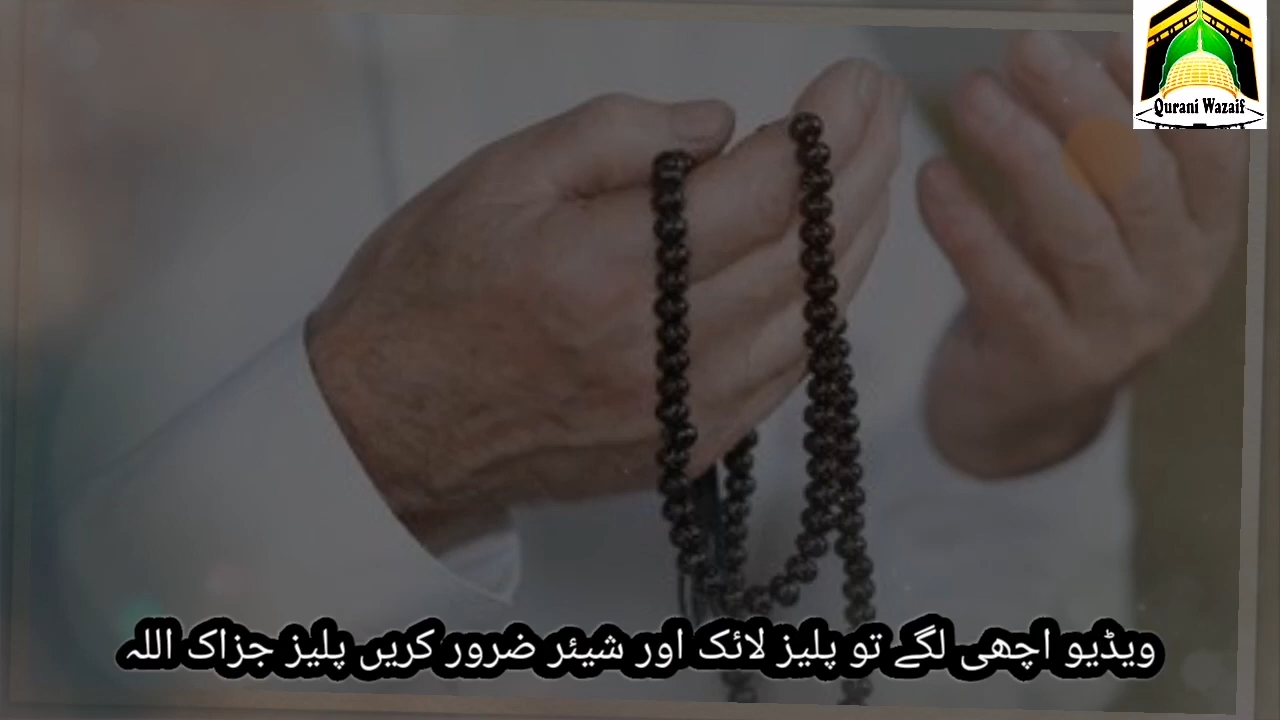 Qurani Wazaif
ویڈیو اچھی لگے تو پلیز لائک اور شیئر ضرور کریں پلیز جزاک اللہ